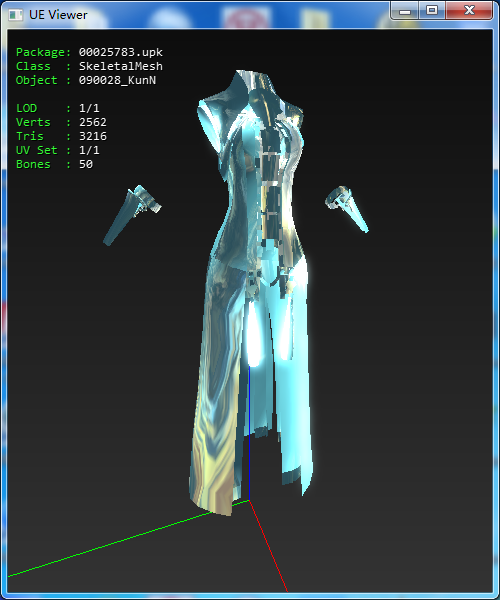 UE Viewer
Package: 00025783.upk
Class : SkeletalMesh
Object : 090028_KunN
LOD : 1/1
Verts : 2562
Tris : 3216
UV Set : 1/1
Bones : 50